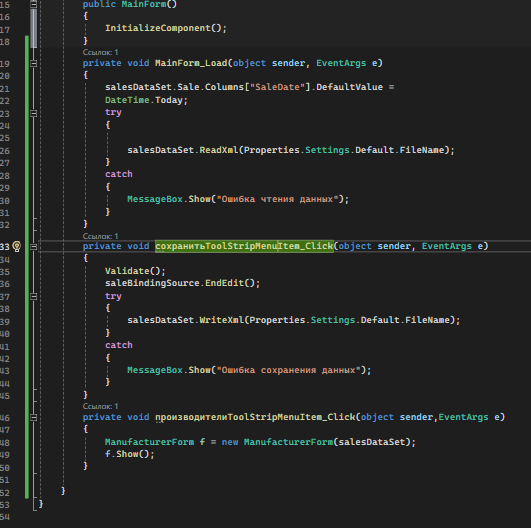 15 public MainForm()
16 {
17 InitializeComponent();
18 }
Ссылок: 1
19 private void MainForm_Load(object sender, EventArgs e)
20 {
21 salesDataSet.Sale.Columns["SaleDate"].DefaultValue =
22 DateTime.Today;
23 try
24 {
25
26 salesDataSet.ReadXml(Properties.Settings.Default.FileName);
27 }
28 catch
29 {
30 MessageBox.Show("Ошибка чтения данных");
31 }
32 }
Ссылок: 1
33 private void сохранитьToolStripMenuItem_Click(object sender, EventArgs e)
34 {
35 Validate();
36 saleBindingSource.EndEdit();
37 try
38 {
39 salesDataSet.WriteXml(Properties.Settings.Default.FileName);
40 }
41 catch
42 {
43 MessageBox.Show("Ошибка сохранения данных");
44 }
45 }
Ссылок: 1
46 private void производителиToolStripMenuItem_Click(object sender,EventArgs e)
47 {
48 ManufacturerForm f = new ManufacturerForm(salesDataSet);
49 f.Show();
50 }
51
52 }
53 }
54